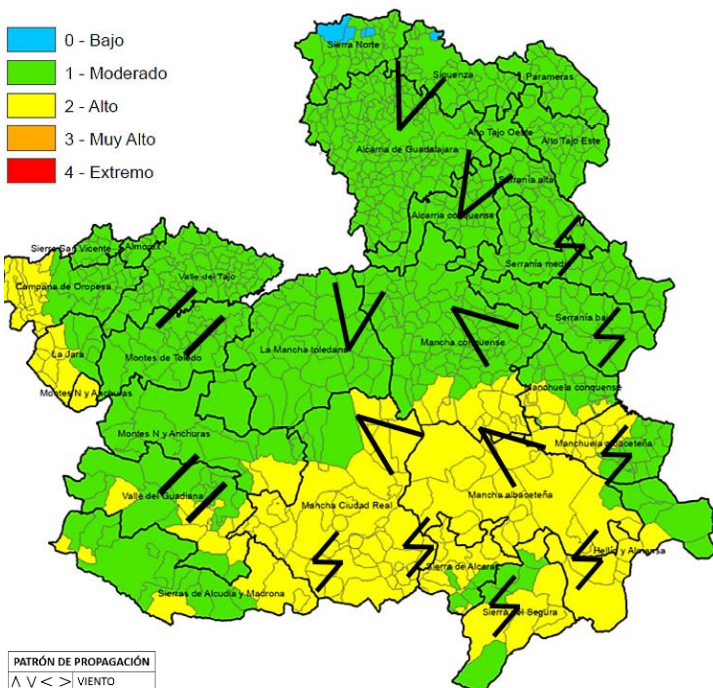 0 - Bajo
1 - Moderado
2 - Alto
3 - Muy Alto
4 - Extremo
Sierra Norte
Siguenza
Parameras
Alcarria de Guadalajara
Alto Tajo Oeste
Alto Tajo Este
Serranía alta
Alcarria conquense
Serranía media
Sierra San Vicente
Almorax
Valle del Tajo
Campana de Oropesa
La Jara
Montes de Toledo
La Mancha toledana
Mancha conquense
Serranía baja
Manchuela conquense
Montes N y Anchuras
Montes N y Anchuras
Manchuela albaceteña
Valle del Guadiana
Mancha Ciudad Real
Mancha albaceteña
Hellín y Almansa
Sierra de Alcaraz
Sierras de Alcudia y Madrona
Sierra del Segura
PATRÓN DE PROPAGACIÓN
Λ V < > VIENTO